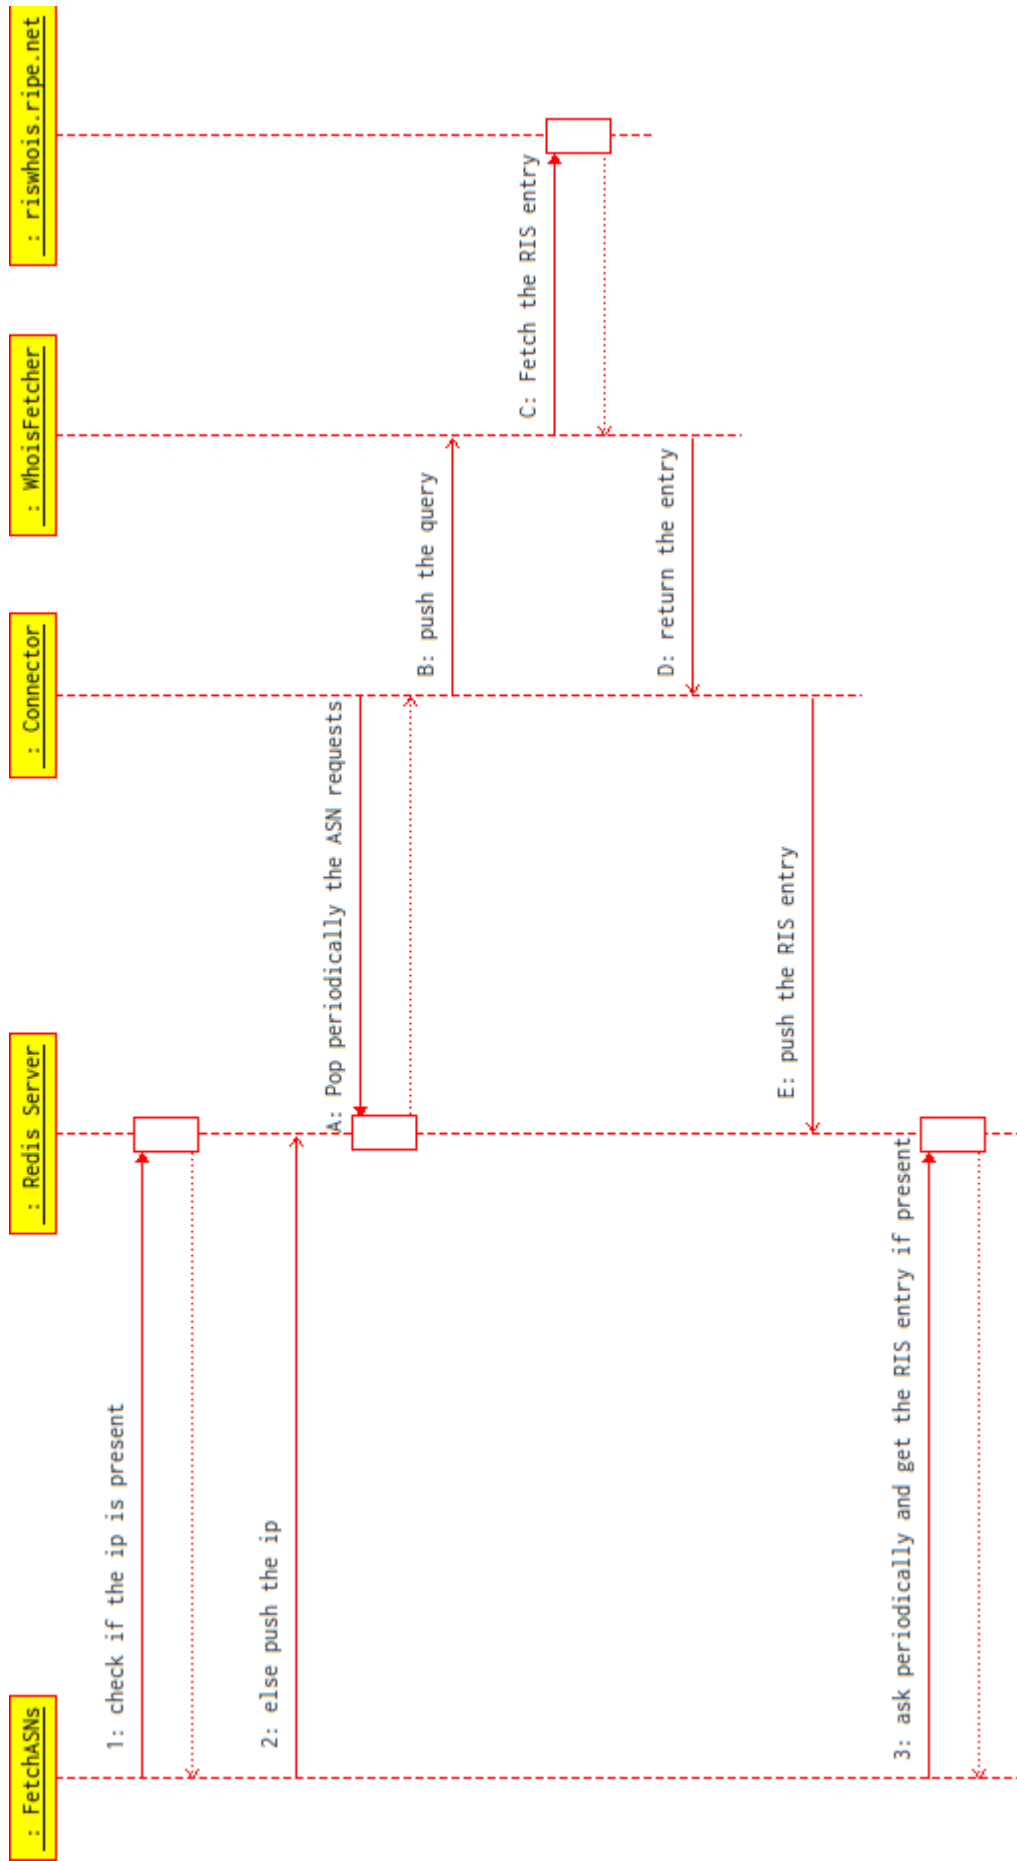 : FetchASNs
: Redis Server
: Connector
: WhoisFetcher
: riswhois.ripe.net
1: check if the ip is present
2: else push the ip
A: Pop periodically the ASN requests
B: push the query
C: Fetch the RIS entry
D: return the entry
E: push the RIS entry
3: ask periodically and get the RIS entry if present